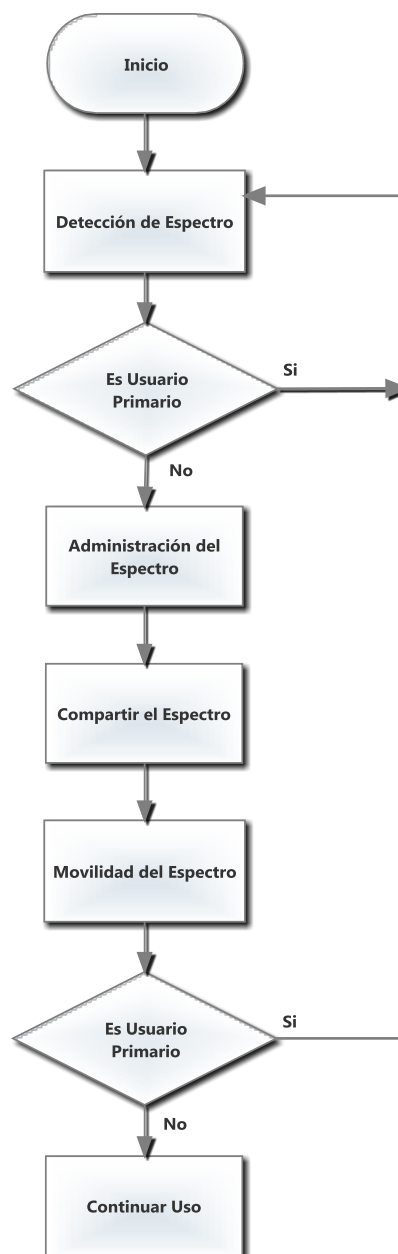 Inicio
Detección de Espectro
Es Usuario
Primario
Si
No
Administración del
Espectro
Compartir el Espectro
Movilidad del Espectro
Es Usuario
Primario
Si
No
Continuar Uso